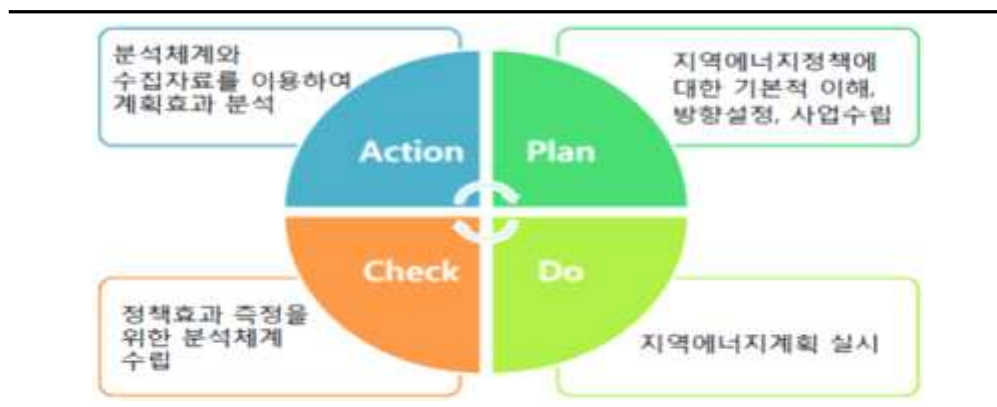 분석체계와
수집자료를 이용하여
계획효과 분석
Action
Plan
지역에너지정책에
대한 기본적 이해,
방향설정, 사업수립
Check
Do
정책효과 측정을
위한 분석체계
수립
지역에너지계획 실시